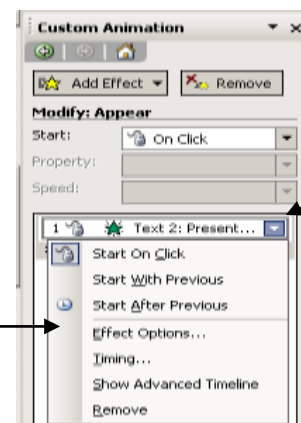 Custom Animation
Add Effect Remove
Modify: Appear
Start: On Click
Property:
Speed:
1 Text 2: Present...
Start On Click
Start With Previous
Start After Previous
Effect Options...
Timing...
Show Advanced Timeline
Remove